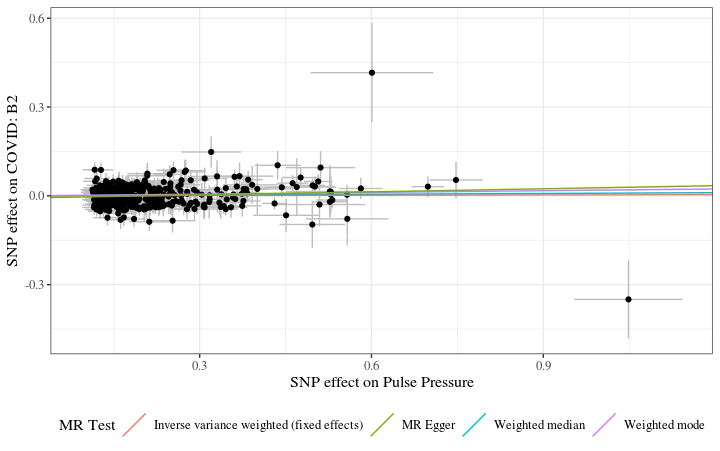 0.6
0.3
0.0
-0.3
SNP effect on COVID: B2
0.3 0.6 0.9
SNP effect on Pulse Pressure
MR Test Inverse variance weighted (fixed effects) MR Egger Weighted median Weighted mode